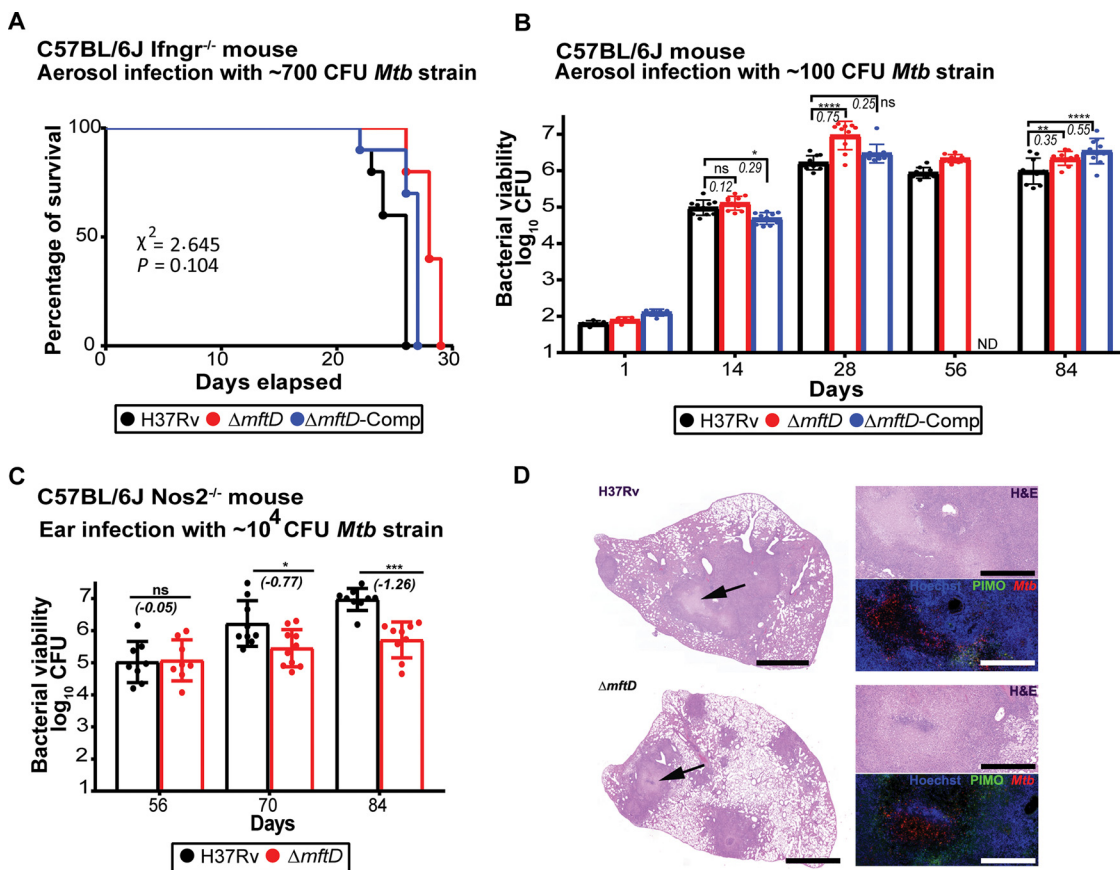 A
C57BL/6J Ifngr-/- mouse
Aerosol infection with ~700 CFU Mtb strain
Percentage of survival
100
50
0
χ2 = 2.645
P = 0.104
0 20 30
Days elapsed
H37Rv ΔmftD ΔmftD-Comp
B
C57BL/6J mouse
Aerosol infection with ~100 CFU Mtb strain
Bacterial viability
log10 CFU
7
6
5
4
3
2
1
ns
0.12
*
0.29
****
0.75
0.25 ns
ND
**
0.35
****
0.55
1 14 28 56 84
Days
H37Rv ΔmftD ΔmftD-Comp
C
C57BL/6J Nos2-/- mouse
Ear infection with ~10^4 CFU Mtb strain
Bacterial viability
log10 CFU
7
6
5
4
3
2
1
ns
(-0.05)
*
(-0.77)
***
(-1.26)
56 70 84
Days
H37Rv ΔmftD
D
H37Rv
H&E
Hoechst PIMO Mtb
ΔmftD
H&E
Hoechst PIMO Mtb